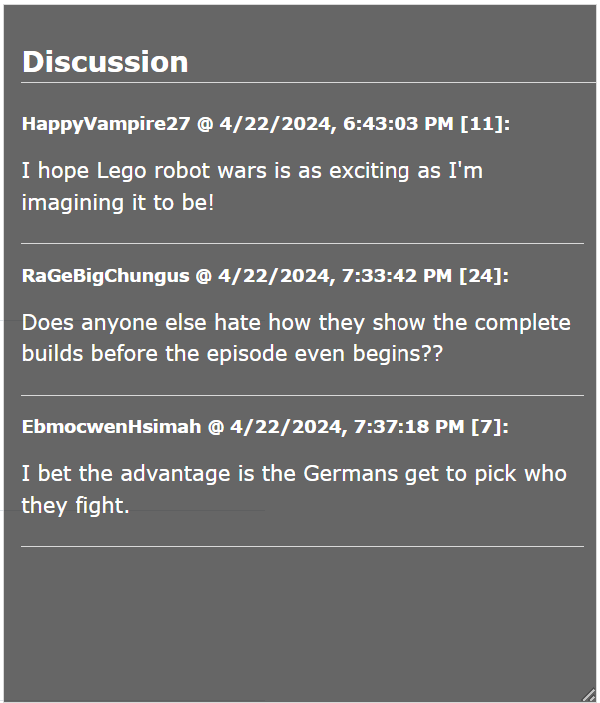 Discussion
HappyVampire27 @ 4/22/2024, 6:43:03 PM [11]:
I hope Lego robot wars is as exciting as I'm
imagining it to be!
RaGeBigChungus @ 4/22/2024, 7:33:42 PM [24]:
Does anyone else hate how they show the complete
builds before the episode even begins??
EbmocwenHsimah @ 4/22/2024, 7:37:18 PM [7]:
I bet the advantage is the Germans get to pick who
they fight.